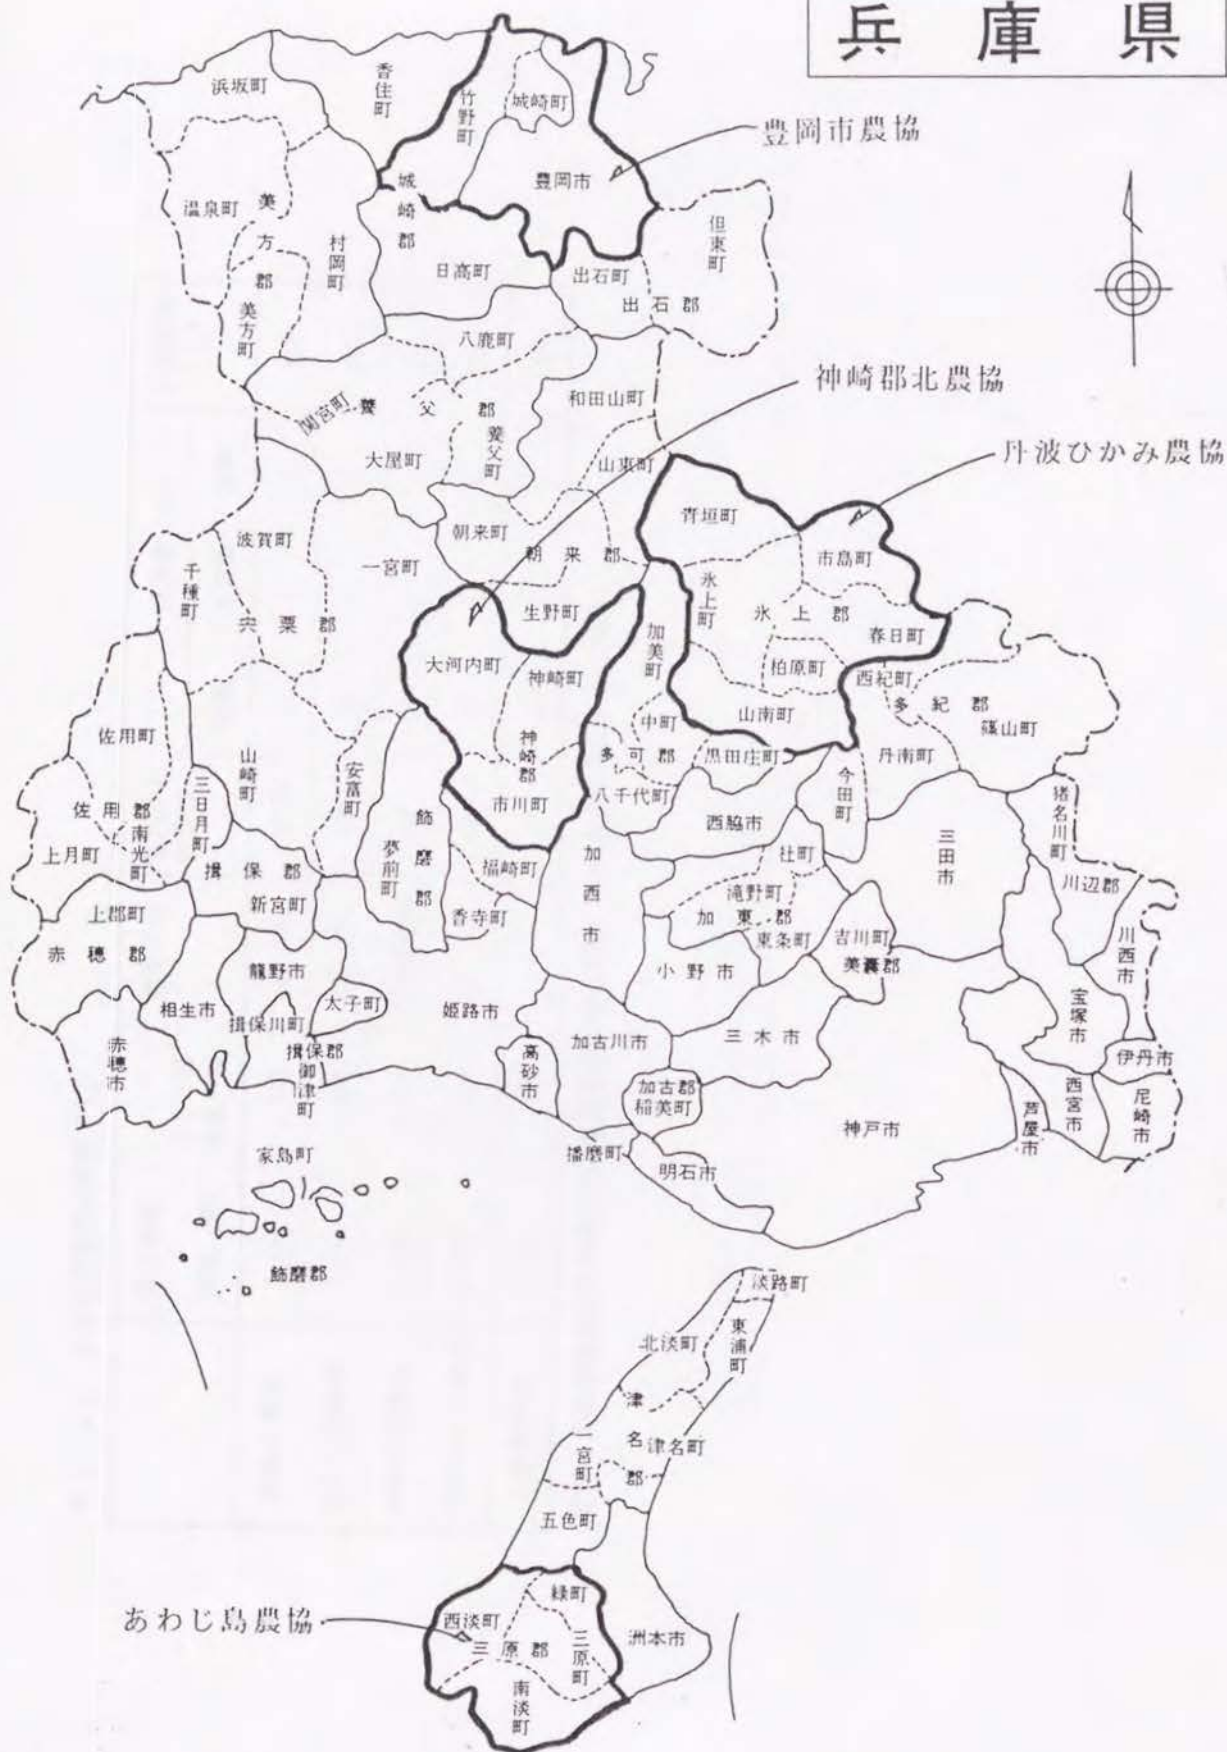 兵庫県
浜坂町
香住町
竹野町
城崎町
豊岡市農協
豊岡市
温泉町
美方郡
城崎郡
但東町
村岡町
日高町
出石町
出石郡
美方町
八鹿町
神崎郡北農協
和田山町
関宮町
養父郡
養父町
大屋町
山東町
丹波ひかみ農協
青垣町
波賀町
一宮町
朝来町
朝来郡
市島町
千種町
氷上町
宍粟郡
生野町
氷上郡
春日町
加美町
大河内町
神崎町
柏原町
西紀町
多紀郡
篠山町
中町
山南町
佐用町
山崎町
安富町
神崎郡
多可郡
黒田庄町
丹南町
今田町
三日月町
佐用郡
南光町
市川町
八千代町
猪名川町
飾磨郡
夢前町
西脇市
三田市
上月町
揖保郡
福崎町
加西市
社町
滝野町
川辺郡
新宮町
香寺町
加東郡
東条町
吉川町
上郡町
赤穂郡
龍野市
小野市
美嚢郡
川西市
相生市
太子町
姫路市
揖保川町
加古川市
三木市
宝塚市
赤穂市
揖保郡
御津町
高砂市
伊丹市
加古郡
稲美町
西宮市
尼崎市
芦屋市
神戸市
家島町
播磨町
明石市
飾磨郡
淡路町
東浦町
北淡町
津名郡
津名町
一宮町
五色町
緑町
あわじ島農協
西淡町
三原郡
三原町
洲本市
南淡町